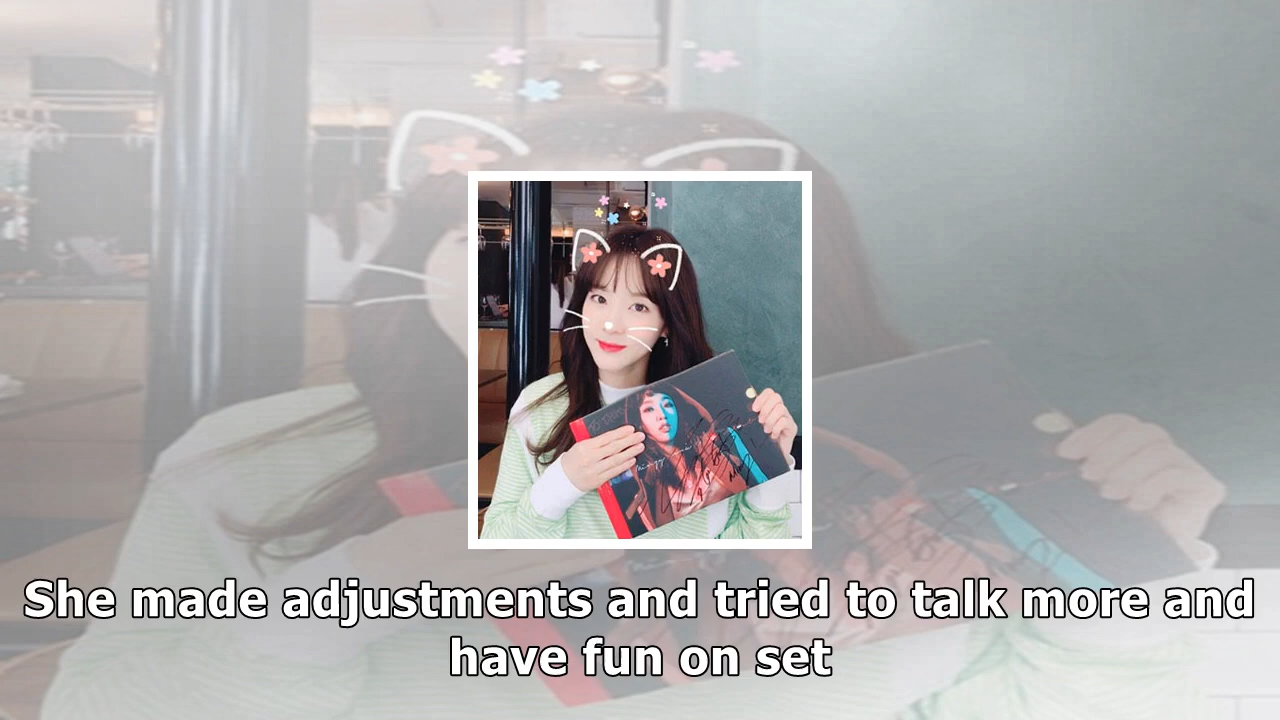 She made adjustments and tried to talk more and
have fun on set